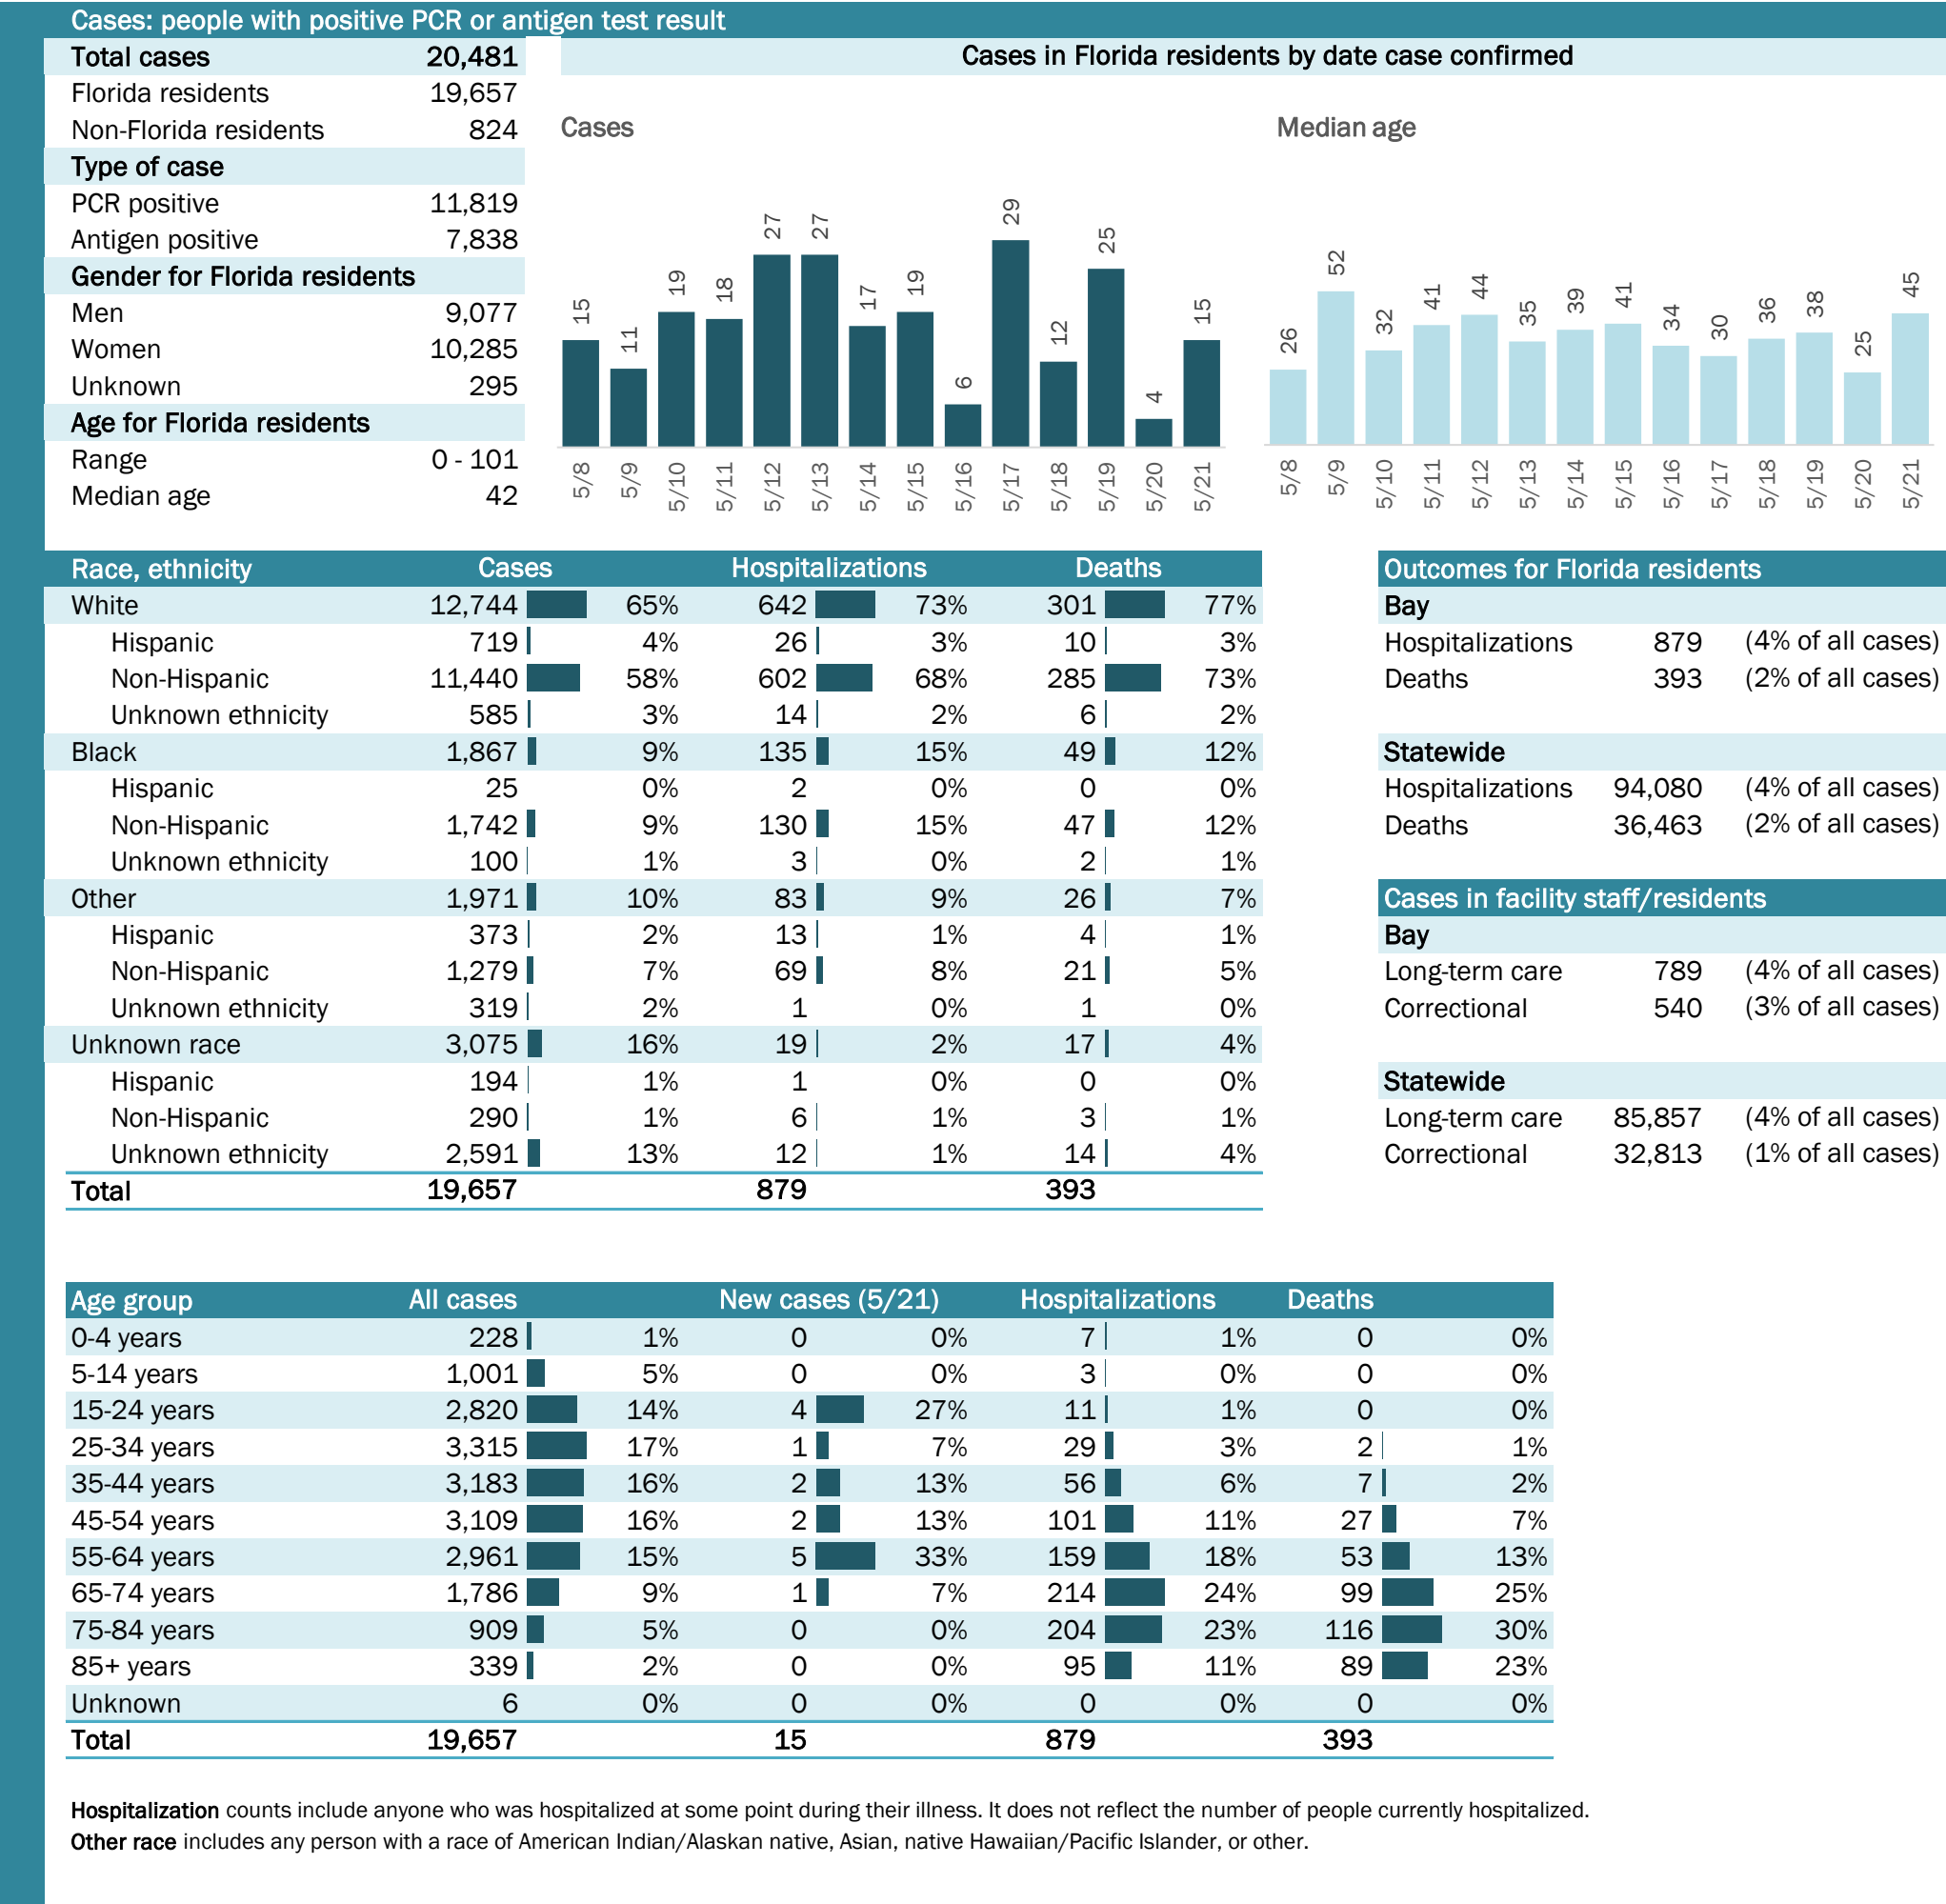 Cases: people with positive PCR or antigen test result
Total cases 20,481
Florida residents 19,657
Non-Florida residents 824
Type of case
PCR positive 11,819
Antigen positive 7,838
Gender for Florida residents
Men 9,077
Women 10,285
Unknown 295
Age for Florida residents
Range 0 - 101
Median age 42
Cases in Florida residents by date case confirmed
Cases
15 11 19 18 27 27 17 19 6 29 12 25 4 15
5/8 5/9 5/10 5/11 5/12 5/13 5/14 5/15 5/16 5/17 5/18 5/19 5/20 5/21
Median age
26 52 32 41 44 35 39 41 34 30 36 38 25 45
5/8 5/9 5/10 5/11 5/12 5/13 5/14 5/15 5/16 5/17 5/18 5/19 5/20 5/21
Race, ethnicity Cases Hospitalizations Deaths
White 12,744 65% 642 73% 301 77%
Hispanic 719 4% 26 3% 10 3%
Non-Hispanic 11,440 58% 602 68% 285 73%
Unknown ethnicity 585 3% 14 2% 6 2%
Black 1,867 9% 135 15% 49 12%
Hispanic 25 0% 2 0% 0 0%
Non-Hispanic 1,742 9% 130 15% 47 12%
Unknown ethnicity 100 1% 3 0% 2 1%
Other 1,971 10% 83 9% 26 7%
Hispanic 373 2% 13 1% 4 1%
Non-Hispanic 1,279 7% 69 8% 21 5%
Unknown ethnicity 319 2% 1 0% 1 0%
Unknown race 3,075 16% 19 2% 17 4%
Hispanic 194 1% 1 0% 0 0%
Non-Hispanic 290 1% 6 1% 3 1%
Unknown ethnicity 2,591 13% 12 1% 14 4%
Total 19,657 879 393
Outcomes for Florida residents
Bay
Hospitalizations 879 (4% of all cases)
Deaths 393 (2% of all cases)
Statewide
Hospitalizations 94,080 (4% of all cases)
Deaths 36,463 (2% of all cases)
Cases in facility staff/residents
Bay
Long-term care 789 (4% of all cases)
Correctional 540 (3% of all cases)
Statewide
Long-term care 85,857 (4% of all cases)
Correctional 32,813 (1% of all cases)
Age group All cases New cases (5/21) Hospitalizations Deaths
0-4 years 228 1% 0 0% 7 1% 0 0%
5-14 years 1,001 5% 0 0% 3 0% 0 0%
15-24 years 2,820 14% 4 27% 11 1% 0 0%
25-34 years 3,315 17% 1 7% 29 3% 2 1%
35-44 years 3,183 16% 2 13% 56 6% 7 2%
45-54 years 3,109 16% 2 13% 101 11% 27 7%
55-64 years 2,961 15% 5 33% 159 18% 53 13%
65-74 years 1,786 9% 1 7% 214 24% 99 25%
75-84 years 909 5% 0 0% 204 23% 116 30%
85+ years 339 2% 0 0% 95 11% 89 23%
Unknown 6 0% 0 0% 0 0% 0 0%
Total 19,657 15 879 393
Hospitalization counts include anyone who was hospitalized at some point during their illness. It does not reflect the number of people currently hospitalized.
Other race includes any person with a race of American Indian/Alaskan native, Asian, native Hawaiian/Pacific Islander, or other.